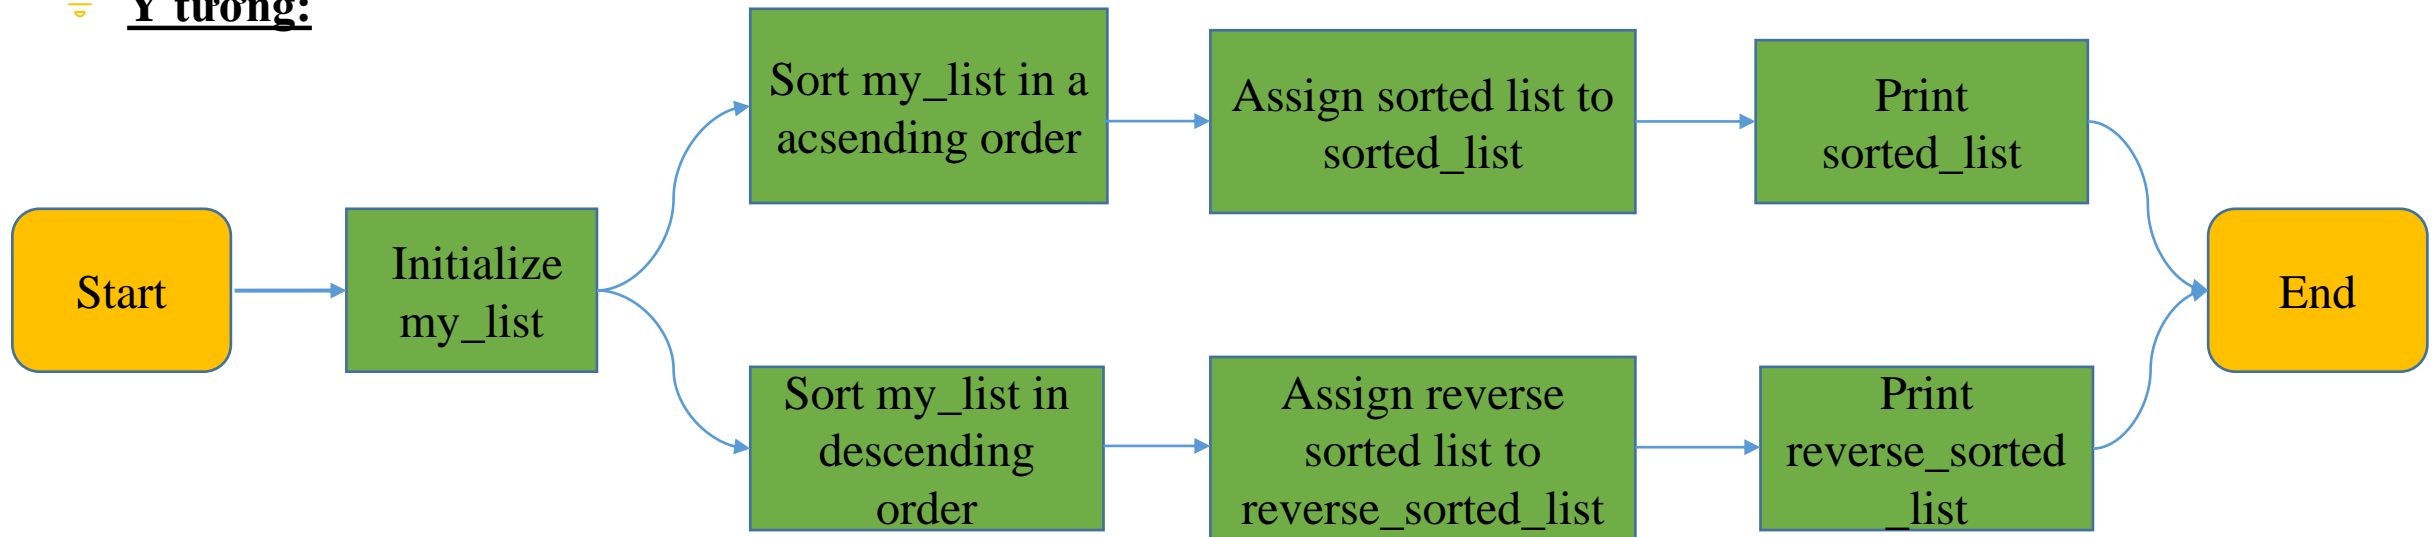 Ý tưởng:
Start
Initialize
my_list
Sort my_list in a
acsending order
Assign sorted list to
sorted_list
Print
sorted_list
Sort my_list in
descending
order
Assign reverse
sorted list to
reverse_sorted_list
Print
reverse_sorted
_list
End